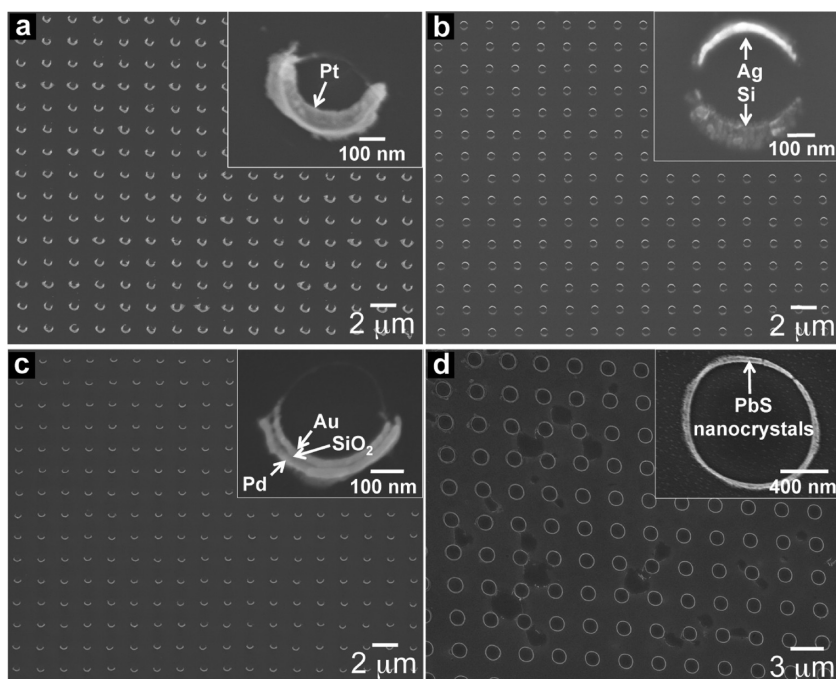 a
Pt
100 nm
2 μm
b
Ag
Si
100 nm
2 μm
c
Au
SiO₂
Pd
100 nm
2 μm
d
PbS
nanocrystals
400 nm
3 μm